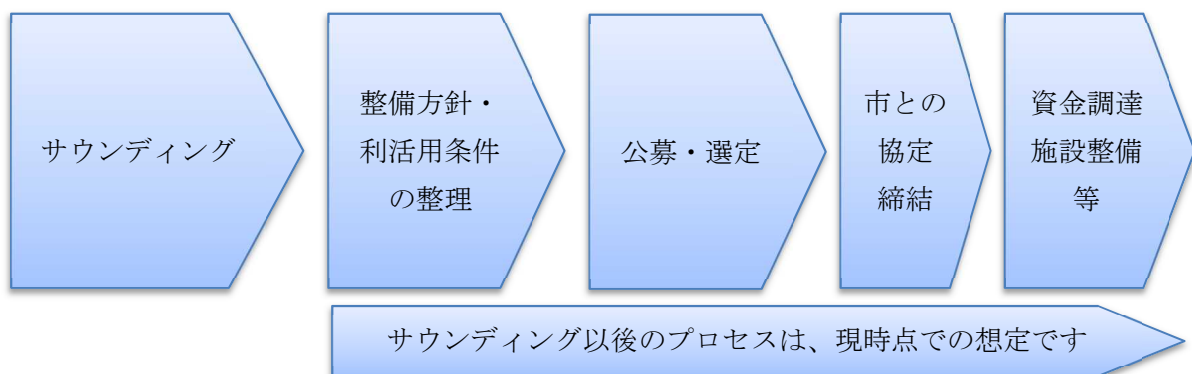 サウンディング
整備方針・
利活用条件
の整理
公募・選定
市との
協定
締結
資金調達
施設整備
等
サウンディング以後のプロセスは、現時点での想定です